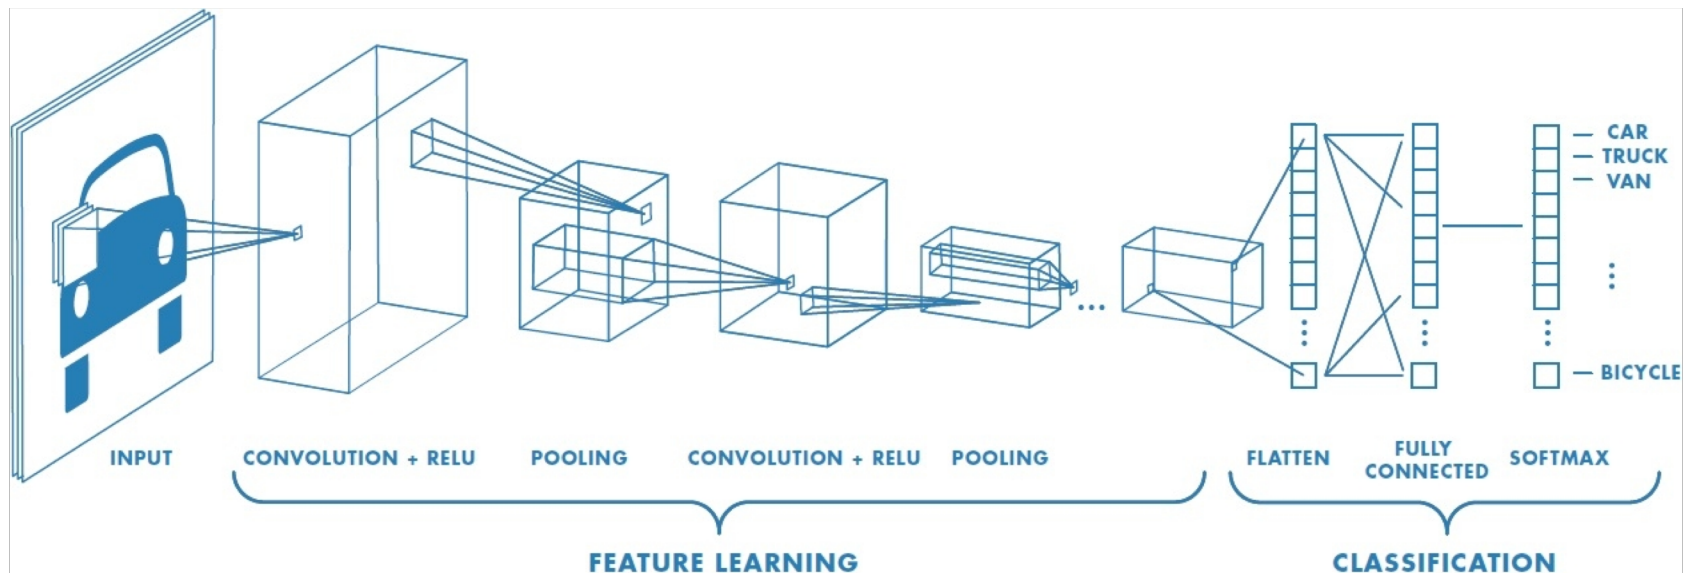 CAR
TRUCK
VAN
BICYCLE
INPUT
CONVOLUTION + RELU
POOLING
CONVOLUTION + RELU
POOLING
FLATTEN
FULLY
CONNECTED
SOFTMAX
FEATURE LEARNING
CLASSIFICATION